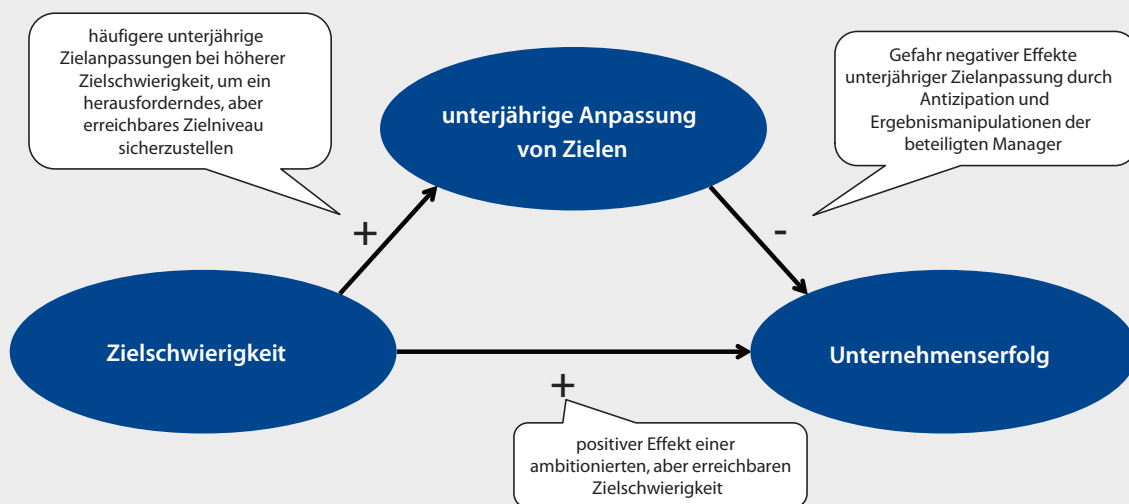 häufigere unterjährige
Zielanpassungen bei höherer
Zielschwierigkeit, um ein
herausforderndes, aber
erreichbares Zielniveau
sicherzustellen
unterjährige Anpassung
von Zielen
Gefahr negativer Effekte
unterjähriger Zielanpassung durch
Antizipation und
Ergebnismanipulationen der
beteiligten Manager
+
-
Zielschwierigkeit
Unternehmenserfolg
+
positiver Effekt einer
ambitionierten, aber erreichbaren
Zielschwierigkeit